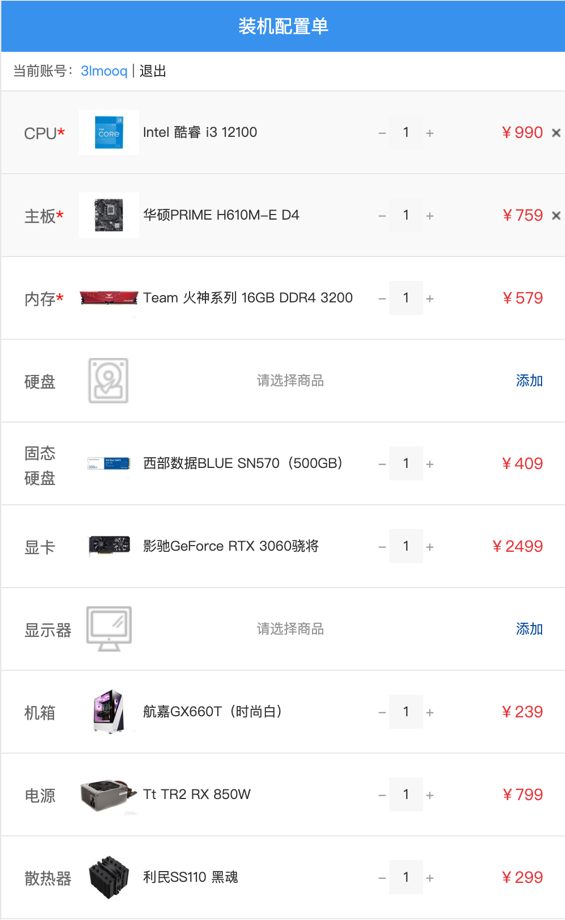 装机配置单
当前账号：3lmooq | 退出
CPU* Intel 酷睿 i3 12100 － 1 + ￥990 ×
主板* 华硕PRIME H610M-E D4 － 1 + ￥759 ×
内存* Team 火神系列 16GB DDR4 3200 － 1 + ￥579
硬盘 请选择商品 添加
固态
硬盘 西部数据BLUE SN570（500GB） － 1 + ￥409
显卡 影驰GeForce RTX 3060骁将 － 1 + ￥2499
显示器 请选择商品 添加
机箱 航嘉GX660T（时尚白） － 1 + ￥239
电源 Tt TR2 RX 850W － 1 + ￥799
散热器 利民SS110 黑魂 － 1 + ￥299